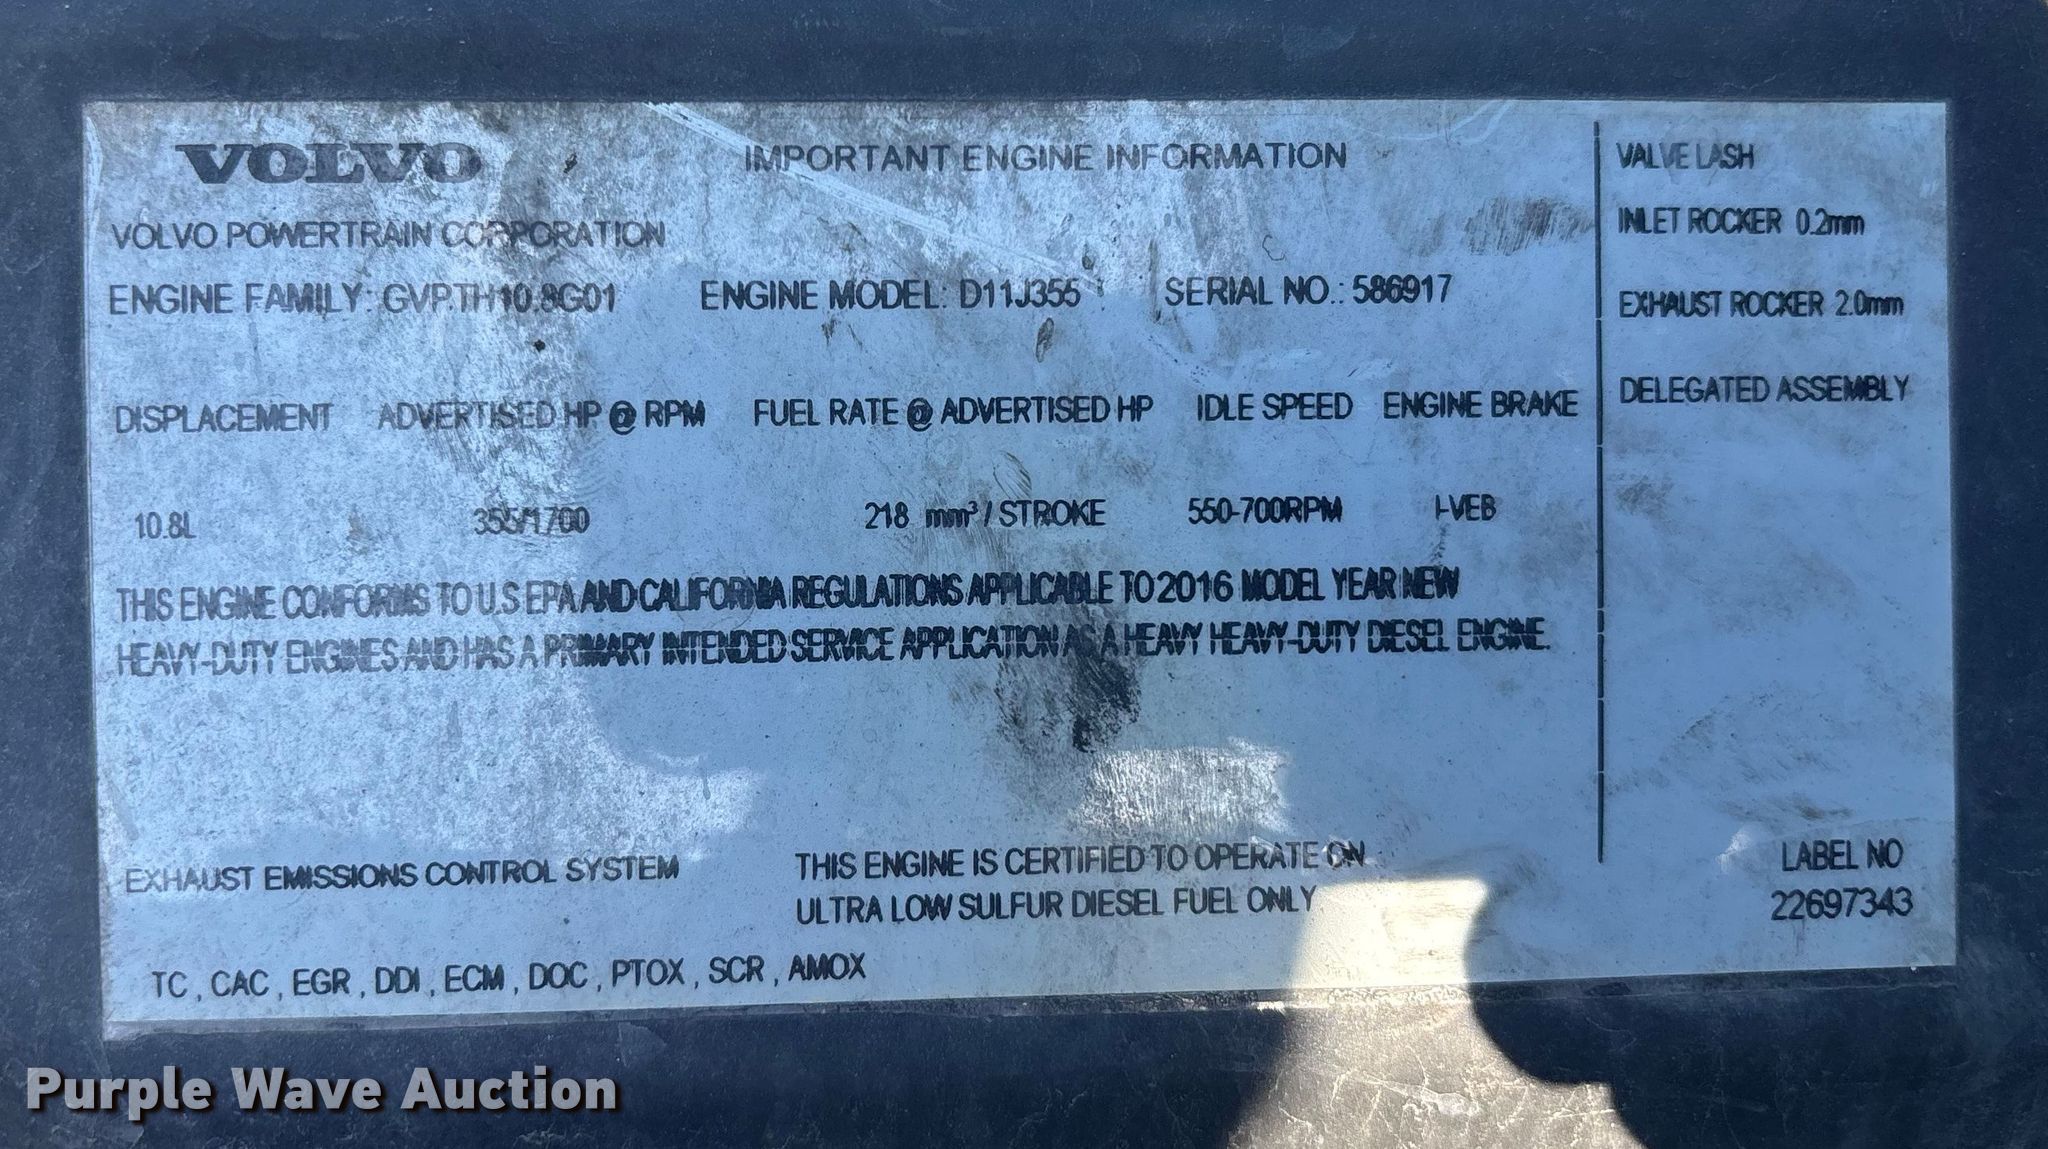 VOLVO
IMPORTANT ENGINE INFORMATION
VOLVO POWERTRAIN CORPORATION
ENGINE FAMILY: GVPTH10.8G01 ENGINE MODEL: D11J355 SERIAL NO.: 586917
DISPLACEMENT ADVERTISED HP @ RPM FUEL RATE @ ADVERTISED HP IDLE SPEED ENGINE BRAKE
10.8L 355/1700 218 mm³ / STROKE 550-700RPM I-VEB
THIS ENGINE CONFORMS TO U.S EPA AND CALIFORNIA REGULATIONS APPLICABLE TO 2016 MODEL YEAR NEW
HEAVY-DUTY ENGINES AND HAS A PRIMARY INTENDED SERVICE APPLICATION AS A HEAVY HEAVY-DUTY DIESEL ENGINE.
EXHAUST EMISSIONS CONTROL SYSTEM
TC , CAC , EGR , DDI , ECM , DOC , PTOX , SCR , AMOX
THIS ENGINE IS CERTIFIED TO OPERATE ON
ULTRA LOW SULFUR DIESEL FUEL ONLY
VALVE LASH
INLET ROCKER 0.2mm
EXHAUST ROCKER 2.0mm
DELEGATED ASSEMBLY
LABEL NO
22697343
Purple Wave Auction